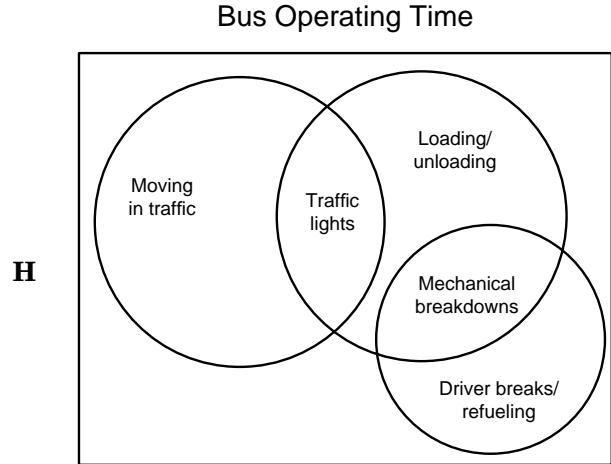 Bus Operating Time
Loading/
unloading
Moving
in traffic
Traffic
lights
H
Mechanical
breakdowns
Driver breaks/
refueling